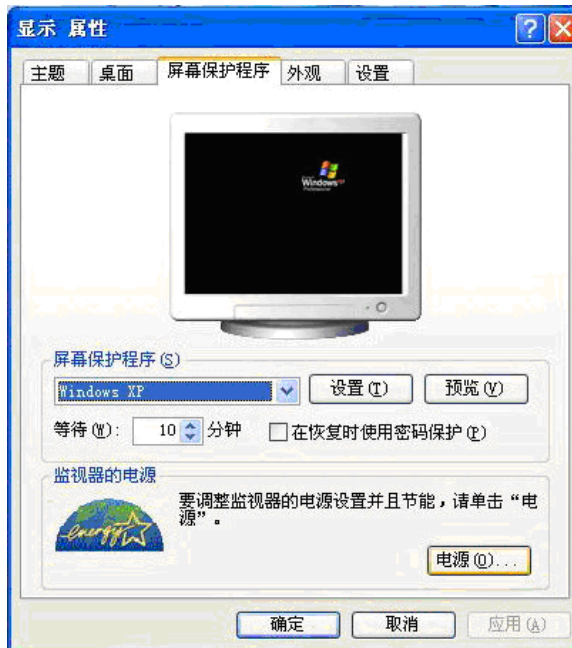 显示 属性
主题
桌面
屏幕保护程序
外观
设置
Windows
屏幕保护程序(S)
Windows XP
设置(T)
预览(V)
等待(W):
10
分钟
在恢复时使用密码保护(P)
监视器的电源
要调整监视器的电源设置并且节能，请单击“电
源”。
energy
电源(O)...
确定
取消
应用(A)